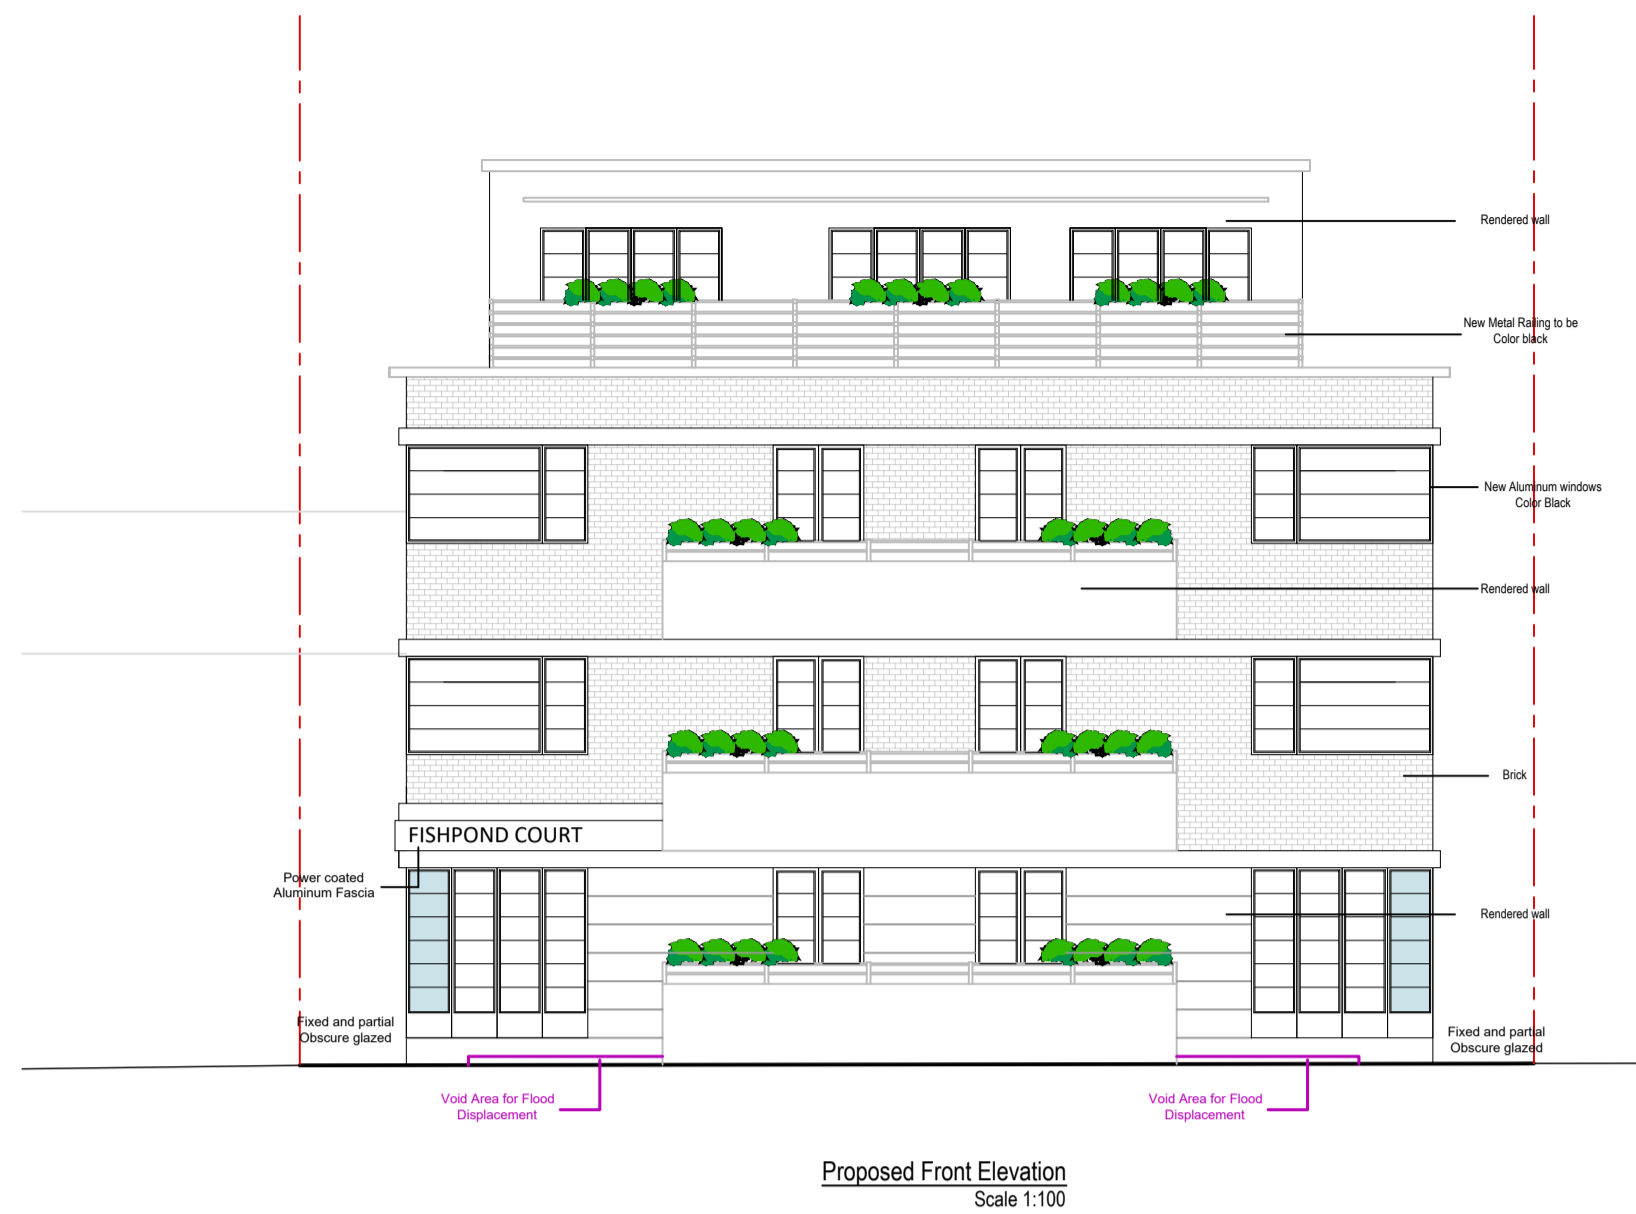 Rendered wall
New Metal Railing to be
Color black
New Aluminum windows
Color Black
Rendered wall
Brick
FISHPOND COURT
Power coated
Aluminum Fascia
Rendered wall
Fixed and partial
Obscure glazed
Fixed and partial
Obscure glazed
Void Area for Flood
Displacement
Void Area for Flood
Displacement
Proposed Front Elevation
Scale 1:100